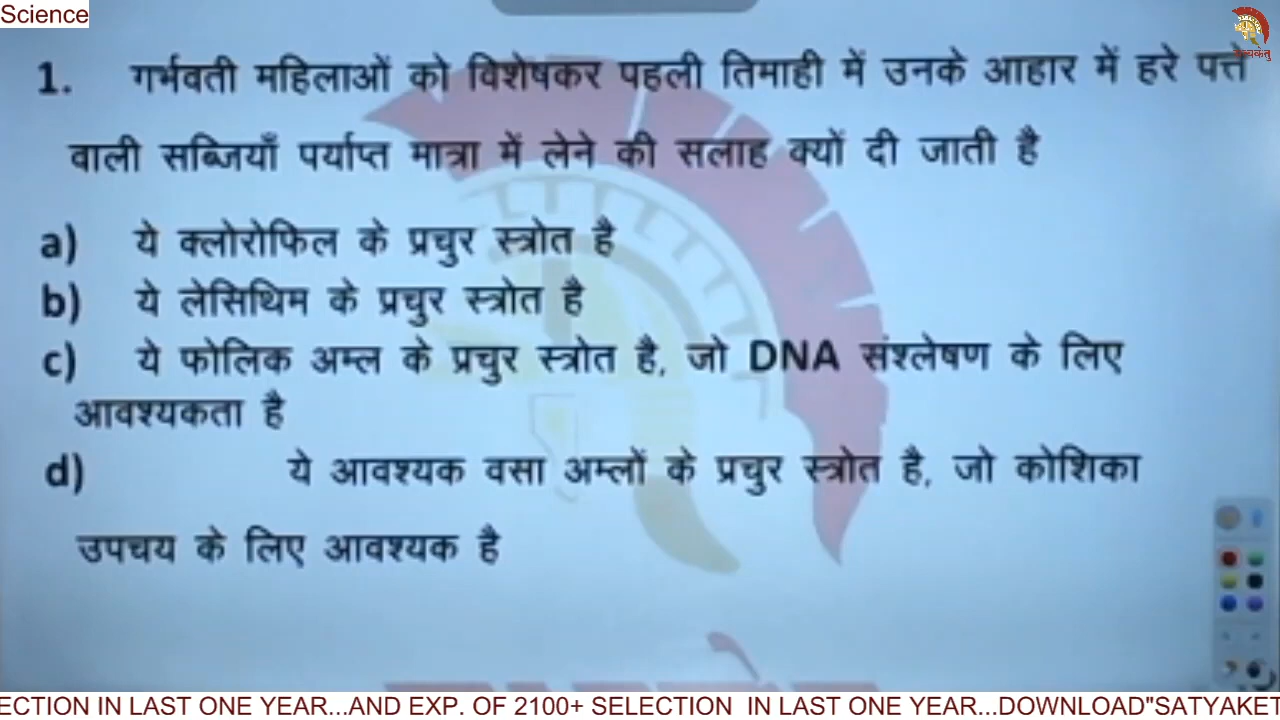 Science
1. गर्भवती महिलाओं को विशेषकर पहली तिमाही में उनके आहार में हरे पत्ते
वाली सब्जियाँ पर्याप्त मात्रा में लेने की सलाह क्यों दी जाती है
a) ये क्लोरोफिल के प्रचुर स्त्रोत है
b) ये लेसिथिम के प्रचुर स्त्रोत है
c) ये फोलिक अम्ल के प्रचुर स्त्रोत है, जो DNA संश्लेषण के लिए
आवश्यकता है
d) ये आवश्यक वसा अम्लों के प्रचुर स्त्रोत है, जो कोशिका
उपचय के लिए आवश्यक है
ECTION IN LAST ONE YEAR...AND EXP. OF 2100+ SELECTION IN LAST ONE YEAR...DOWNLOAD"SATYAKET